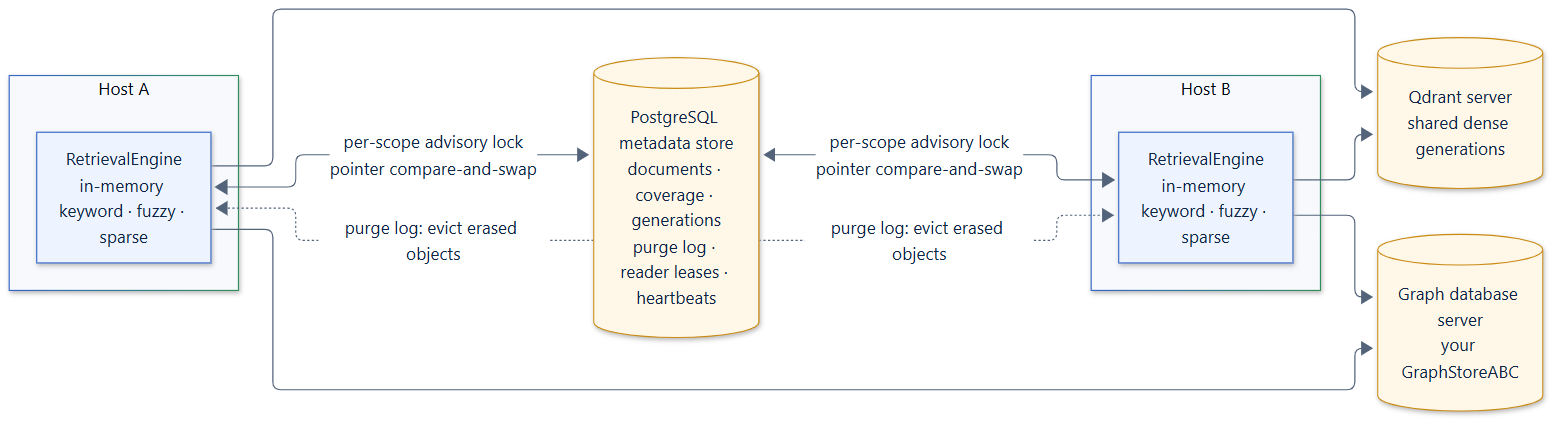 Host A
RetrievalEngine
in-memory
keyword · fuzzy ·
sparse
per-scope advisory lock
pointer compare-and-swap
purge log: evict erased
objects
PostgreSQL
metadata store
documents ·
coverage ·
generations
purge log ·
reader leases ·
heartbeats
per-scope advisory lock
pointer compare-and-swap
purge log: evict erased
objects
Host B
RetrievalEngine
in-memory
keyword · fuzzy ·
sparse
Qdrant server
shared dense
generations
Graph database
server
your
GraphStoreABC